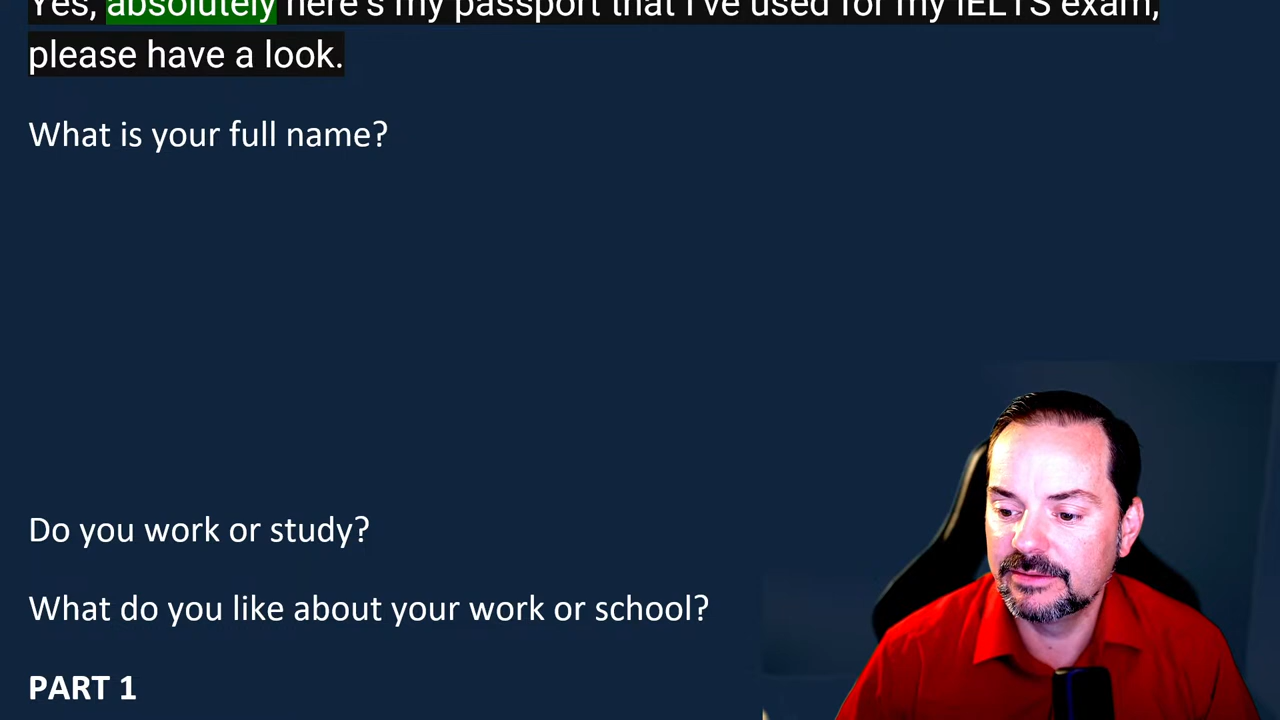 Yes, absolutely here's my passport that I've used for my IELTS exam,
please have a look.
What is your full name?
Do you work or study?
What do you like about your work or school?
PART 1